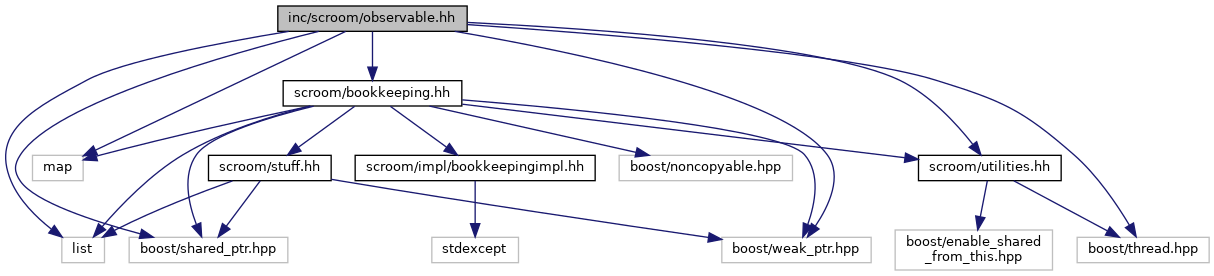 inc/scroom/observable.hh
scroom/bookkeeping.hh
map
scroom/stuff.hh
scroom/impl/bookkeepingimpl.hh
boost/noncopyable.hpp
scroom/utilities.hh
list
boost/shared_ptr.hpp
stdexcept
boost/weak_ptr.hpp
boost/enable_shared
_from_this.hpp
boost/thread.hpp